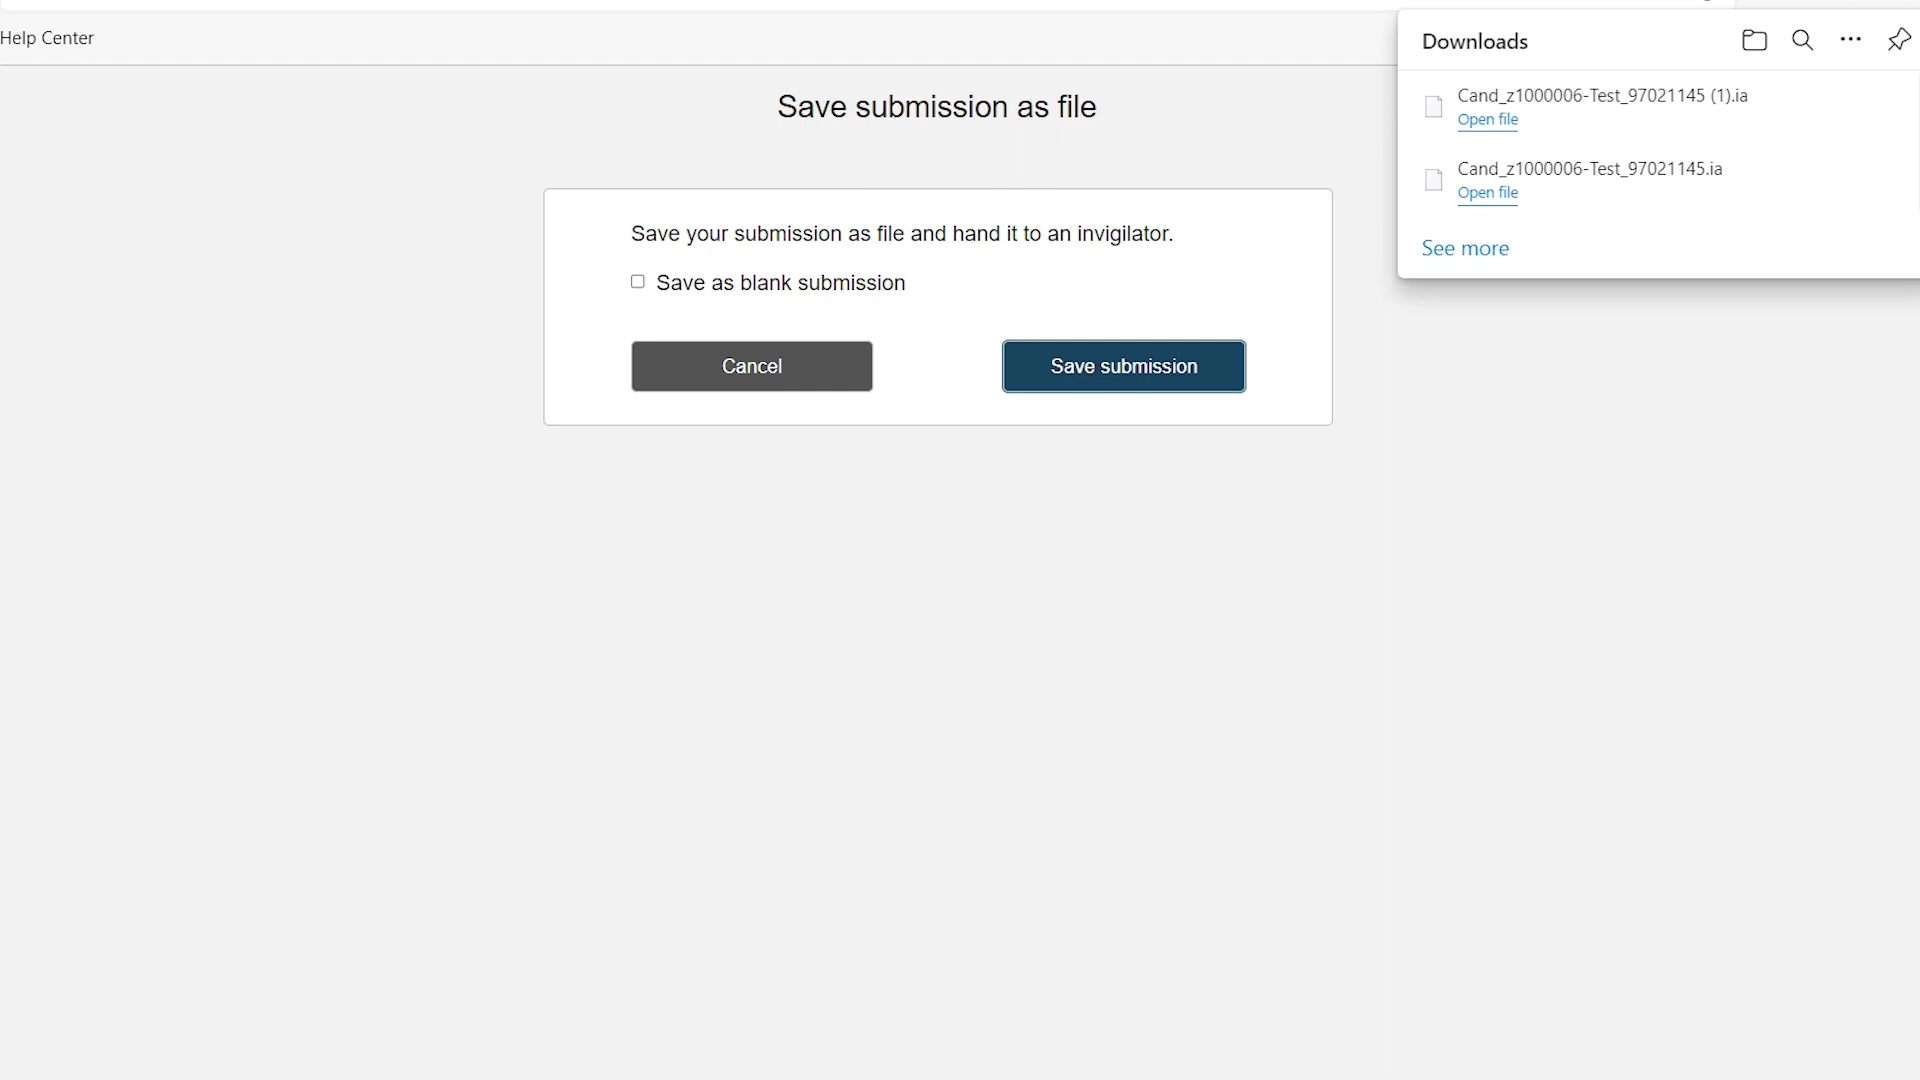 Help Center
Downloads
Save submission as file
Cand_z1000006-Test_97021145 (1).ia
Open file
Cand_z1000006-Test_97021145.ia
Open file
See more
Save your submission as file and hand it to an invigilator.
Save as blank submission
Cancel
Save submission